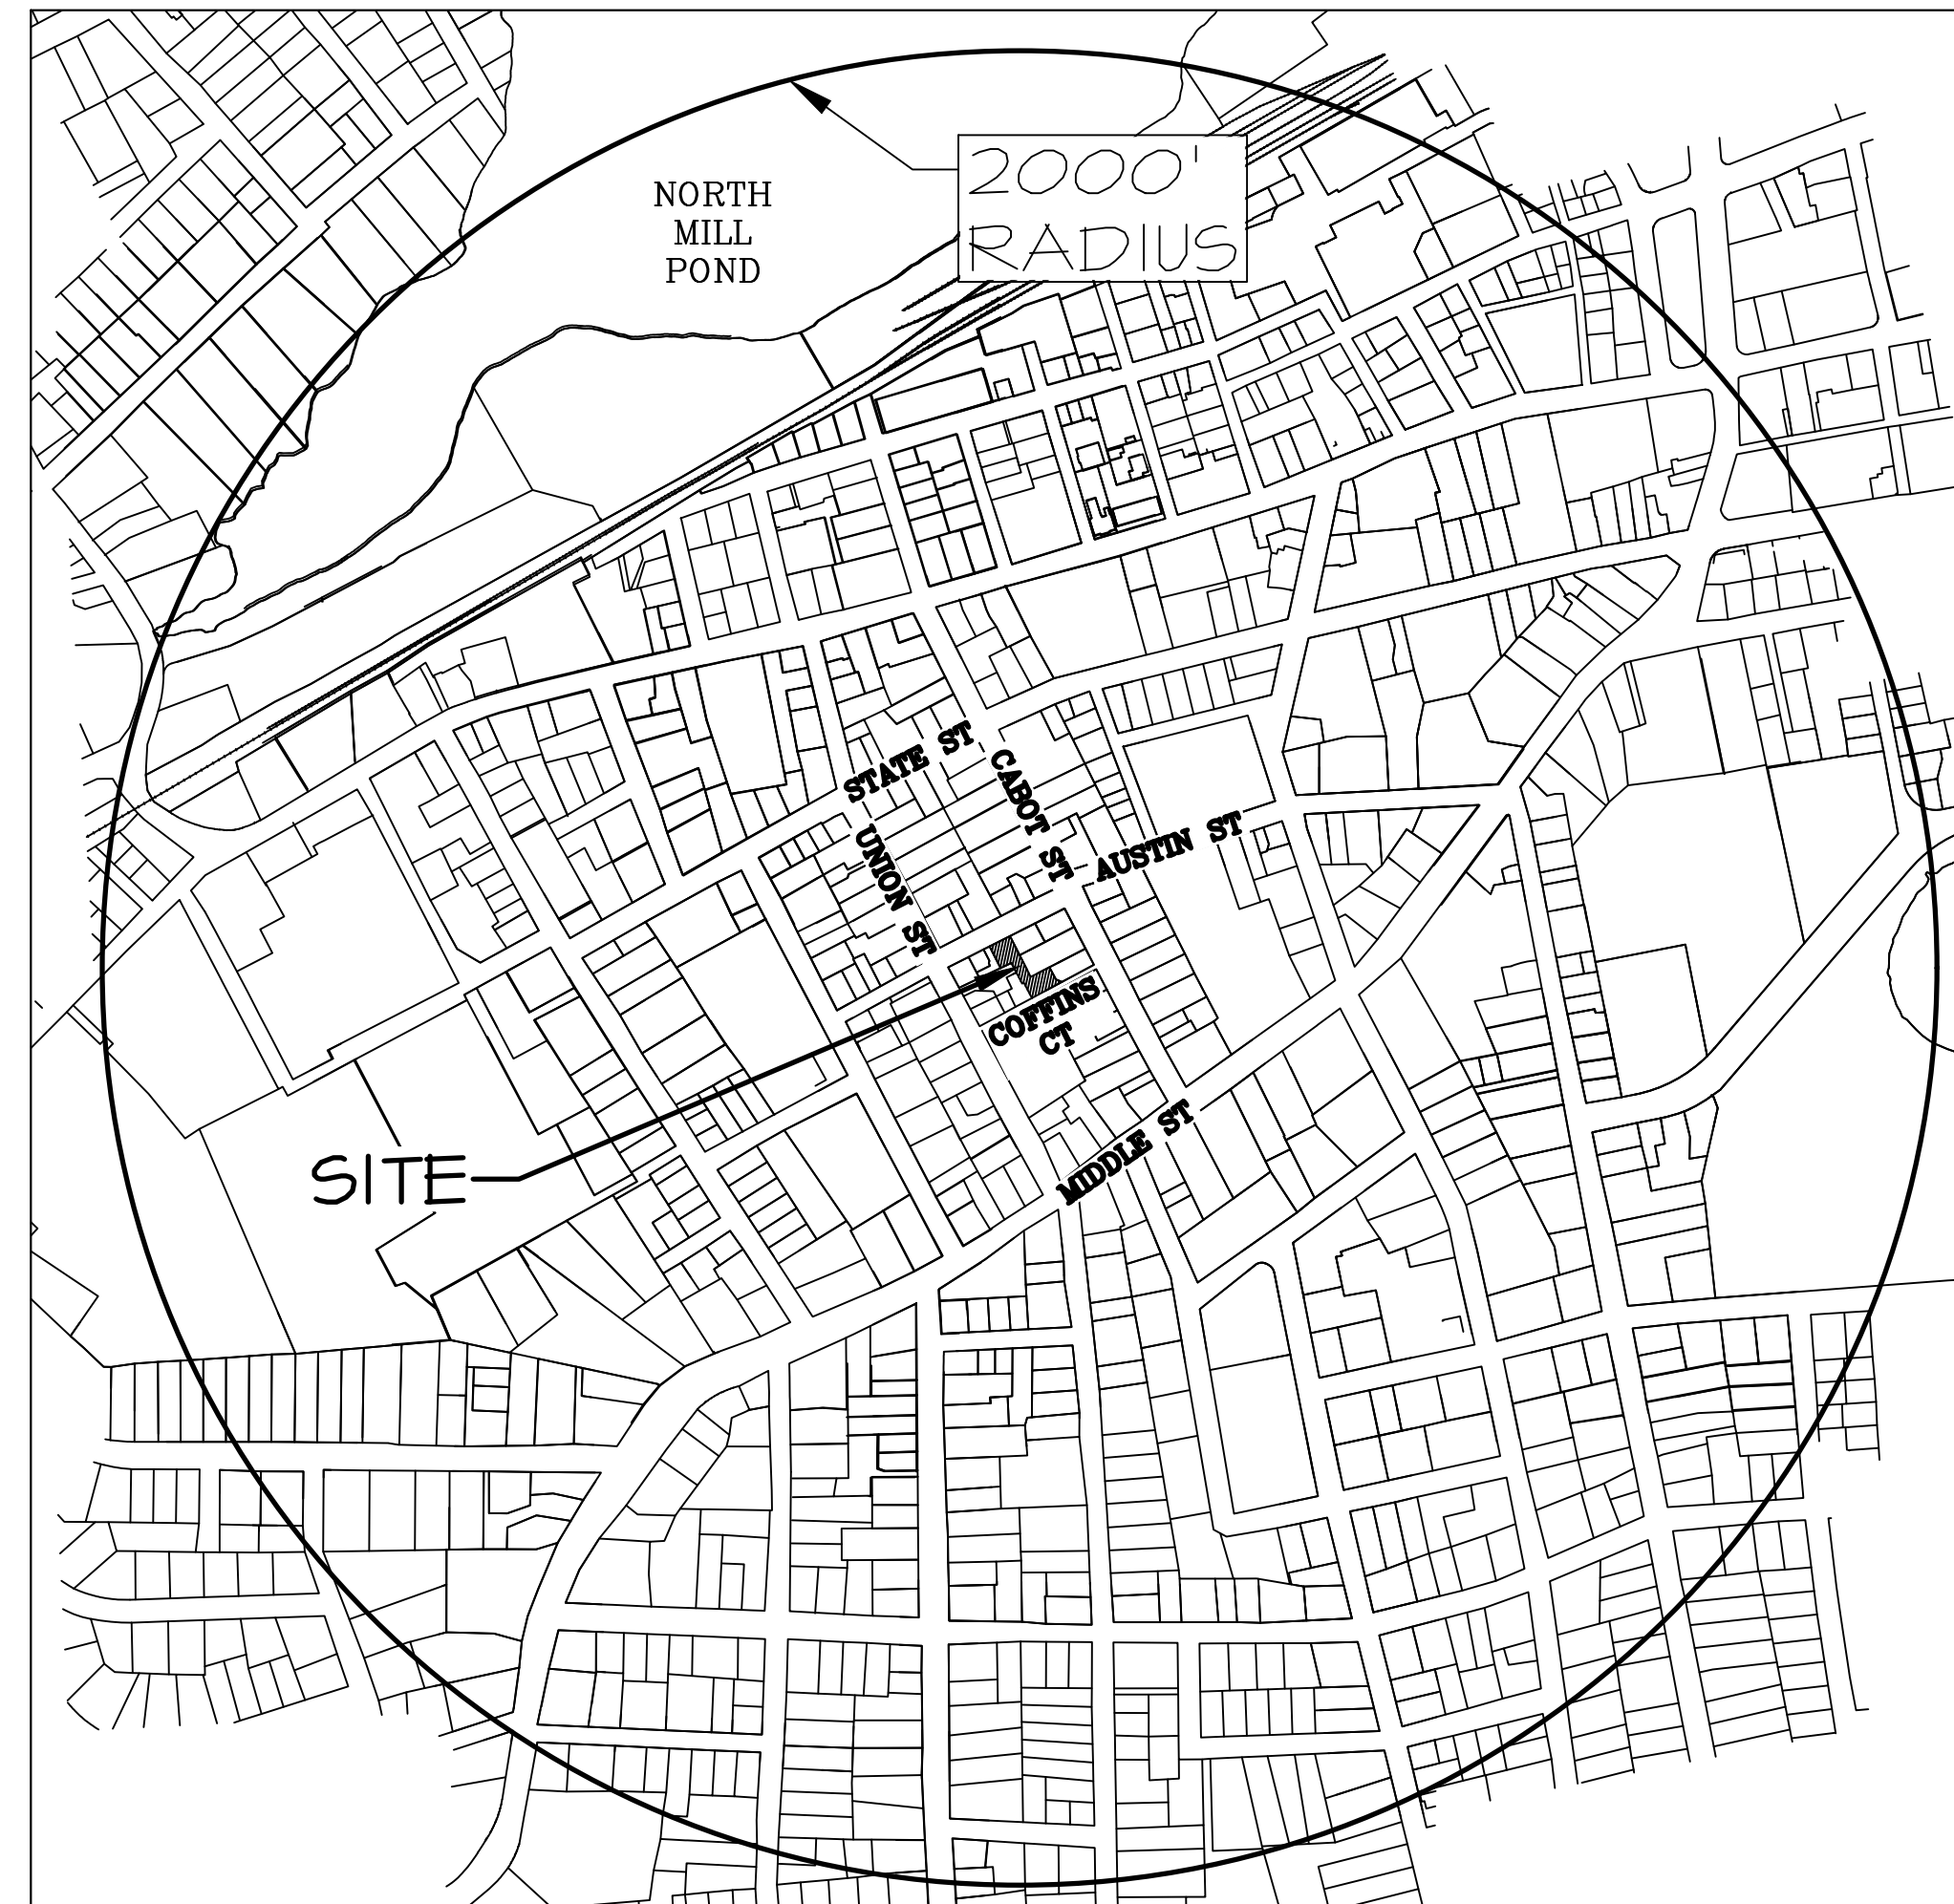 NORTH
MILL
POND
2000'
RADIUS
STATE ST
CABOT ST
UNION ST
AUSTIN ST
COFFINS
CT
MIDDLE ST
SITE